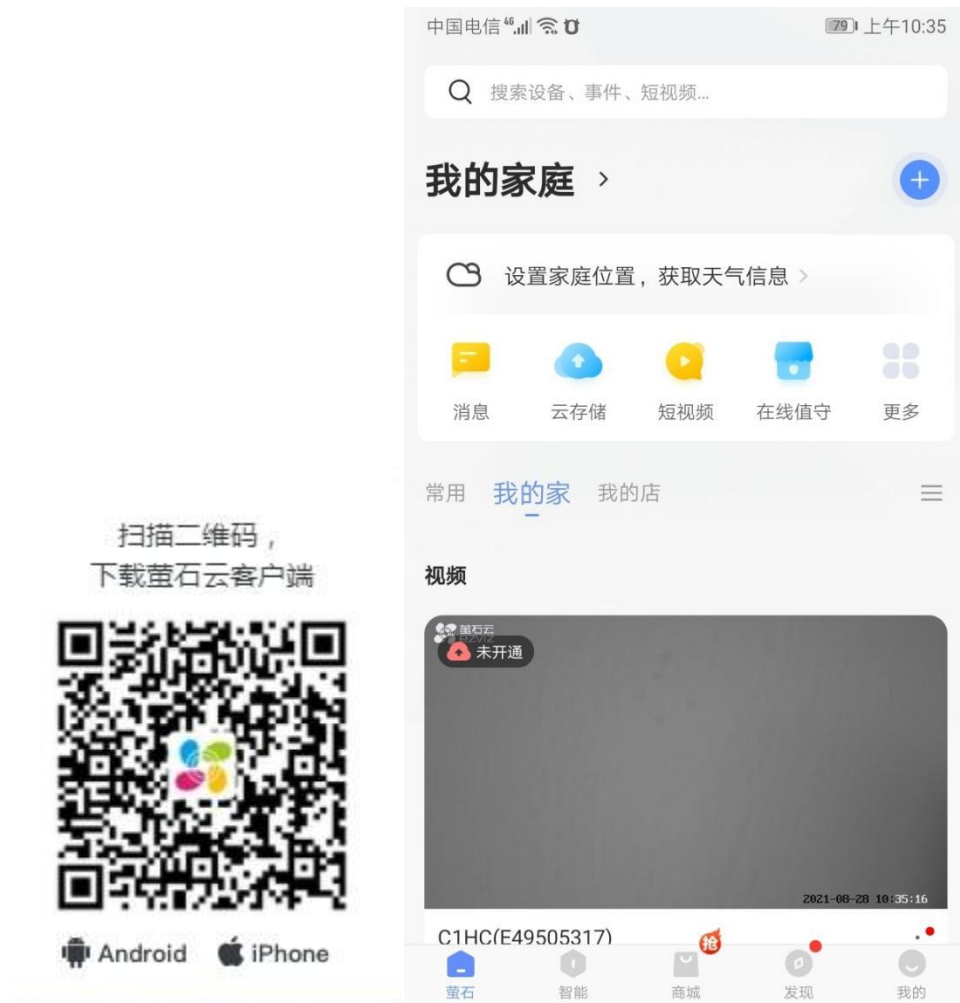 扫描二维码，
下载萤石云客户端
Android iPhone
中国电信 46 79 上午10:35
搜索设备、事件、短视频...
我的家庭 >
设置家庭位置，获取天气信息 >
消息 云存储 短视频 在线值守 更多
常用 我的家 我的店
视频
萤石云
EZVIZ
未开通
2021-08-28 10:35:16
C1HC(E49505317)
抢
萤石 智能 商城 发现 我的